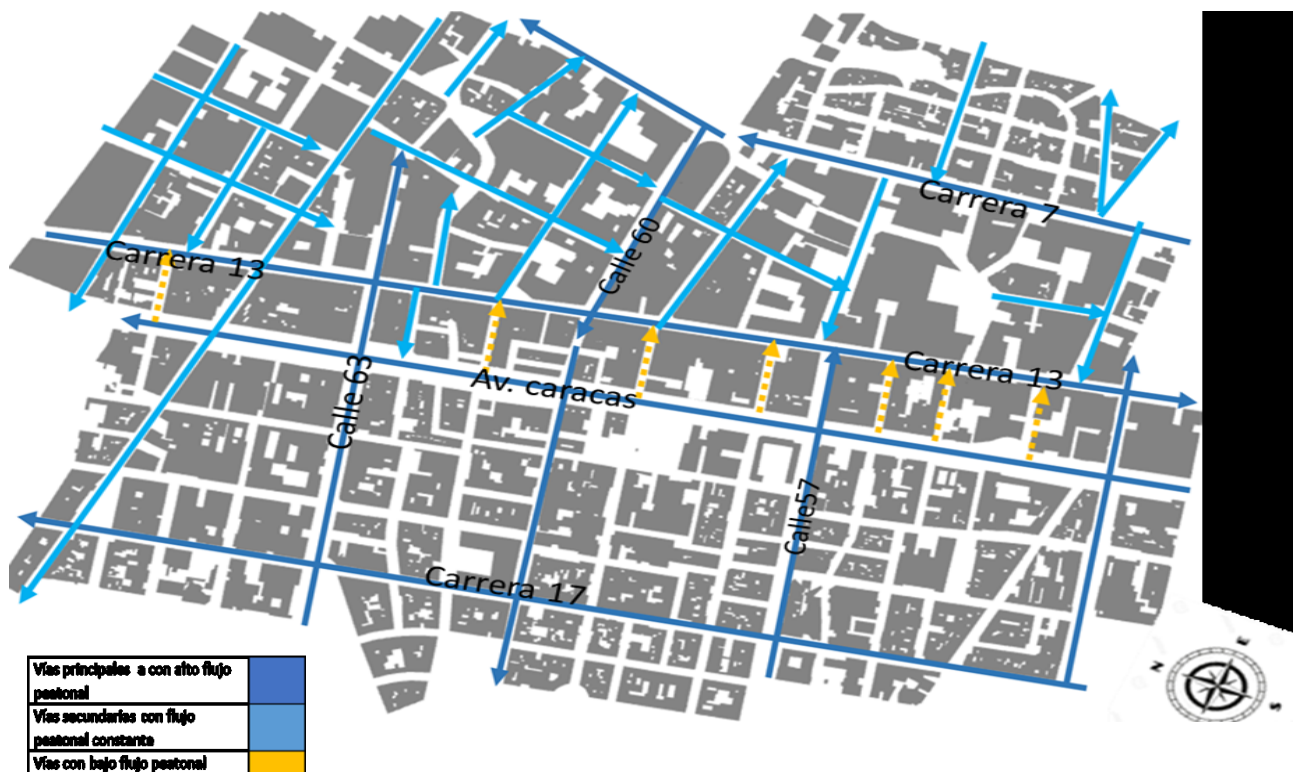 Carrera 7
Calle 60
Carrera 13
Carrera 13
Calle 63
Av. caracas
Calle57
Carrera 17
N
E
S
Vías principales a con alto flujo
peatonal
Vías secundarias con flujo
peatonal constante
Vías con bajo flujo peatonal